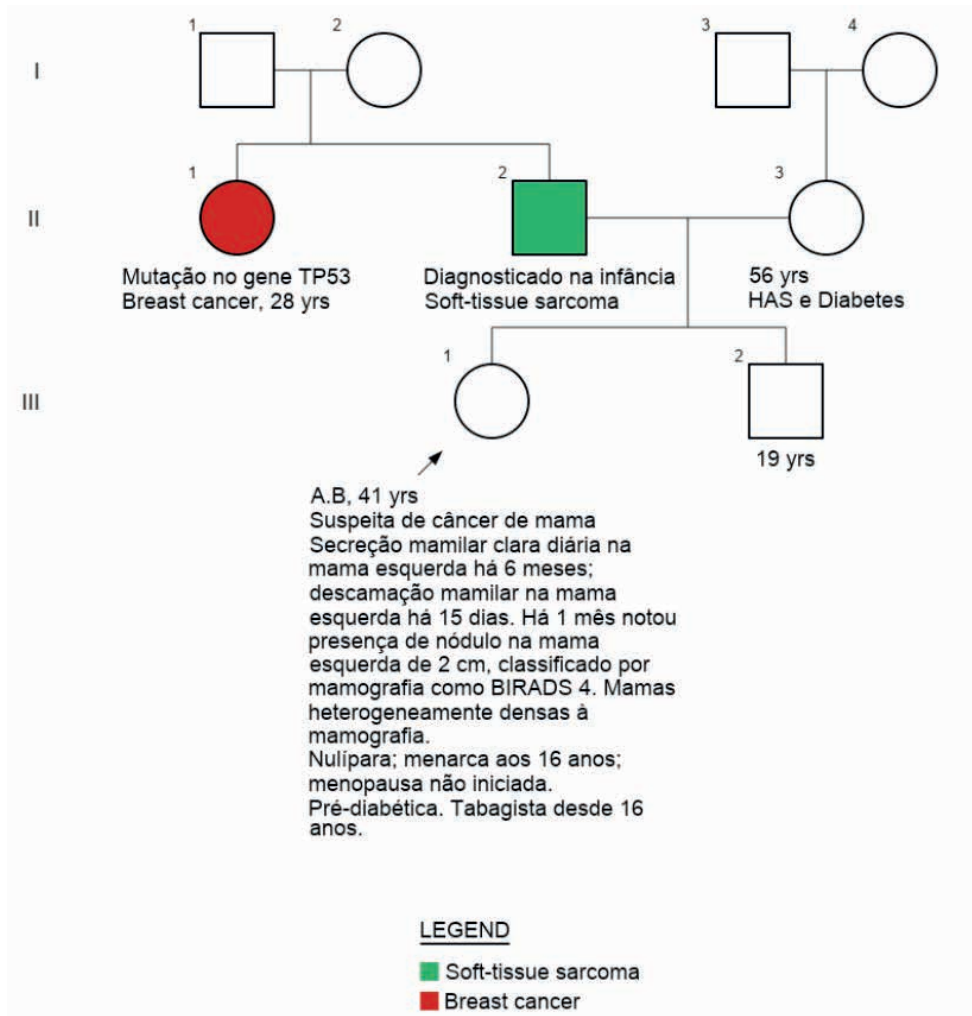 1
2
3
4
I
1
2
3
II
Mutação no gene TP53
Breast cancer, 28 yrs
Diagnosticado na infância
Soft-tissue sarcoma
56 yrs
HAS e Diabetes
1
2
III
19 yrs
A.B, 41 yrs
Suspeita de câncer de mama
Secreção mamilar clara diária na
mama esquerda há 6 meses;
descamação mamilar na mama
esquerda há 15 dias. Há 1 mês notou
presença de nódulo na mama
esquerda de 2 cm, classificado por
mamografia como BIRADS 4. Mamas
heterogeneamente densas à
mamografia.
Nulípara; menarca aos 16 anos;
menopausa não iniciada.
Pré-diabética. Tabagista desde 16
anos.
LEGEND
Soft-tissue sarcoma
Breast cancer